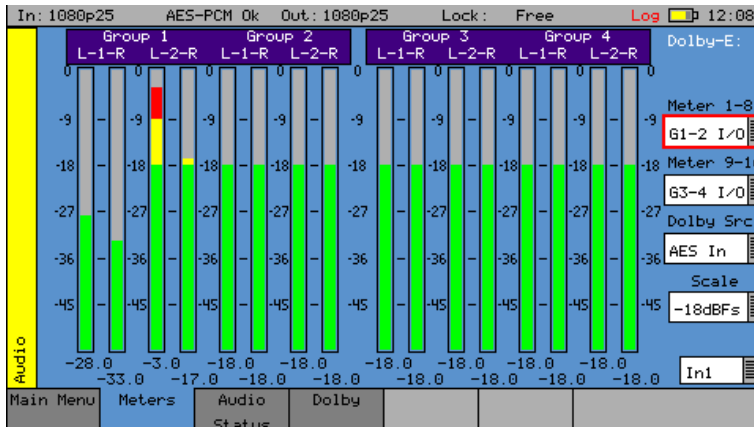 In: 1080p25 AES-PCM Ok Out: 1080p25 Lock: Free Log 12:08
Group 1 Group 2 Group 3 Group 4 Dolby-E:
L-1-R L-2-R L-1-R L-2-R L-1-R L-2-R L-1-R L-2-R
0 0 0 0 0 0 0 0
Meter 1-8
-9 -9 -9 -9 -9 -9 -9 -9
G1-2 I/O
-18 -18 -18 -18 -18 -18 -18 -18
Meter 9-1
G3-4 I/O
-27 -27 -27 -27 -27 -27 -27 -27
Dolby Src
-36 -36 -36 -36 -36 -36 -36 -36
AES In
Scale
-45 -45 -45 -45 -45 -45 -45 -45
-18dBFs
Audio
-28.0 -3.0 -18.0 -18.0 -18.0 -18.0 -18.0 -18.0
-33.0 -17.0 -18.0 -18.0 -18.0 -18.0 -18.0 -18.0
In1
Main Menu Meters Audio Status Dolby